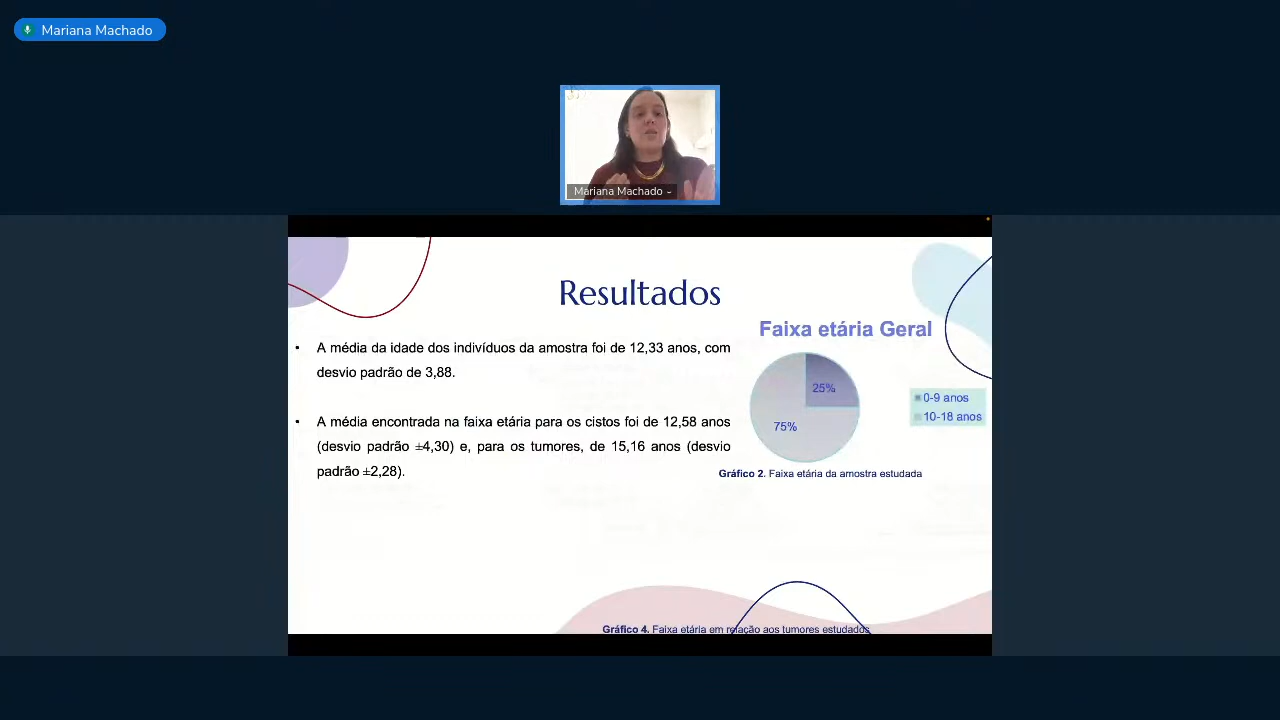 Mariana Machado
Mariana Machado
Resultados
• A média da idade dos indivíduos da amostra foi de 12,33 anos, com
desvio padrão de 3,88.
• A média encontrada na faixa etária para os cistos foi de 12,58 anos
(desvio padrão ±4,30) e, para os tumores, de 15,16 anos (desvio
padrão ±2,28).
Faixa etária Geral
25%
75%
0-9 anos
10-18 anos
Gráfico 2. Faixa etária da amostra estudada
Gráfico 4. Faixa etária em relação aos tumores estudados